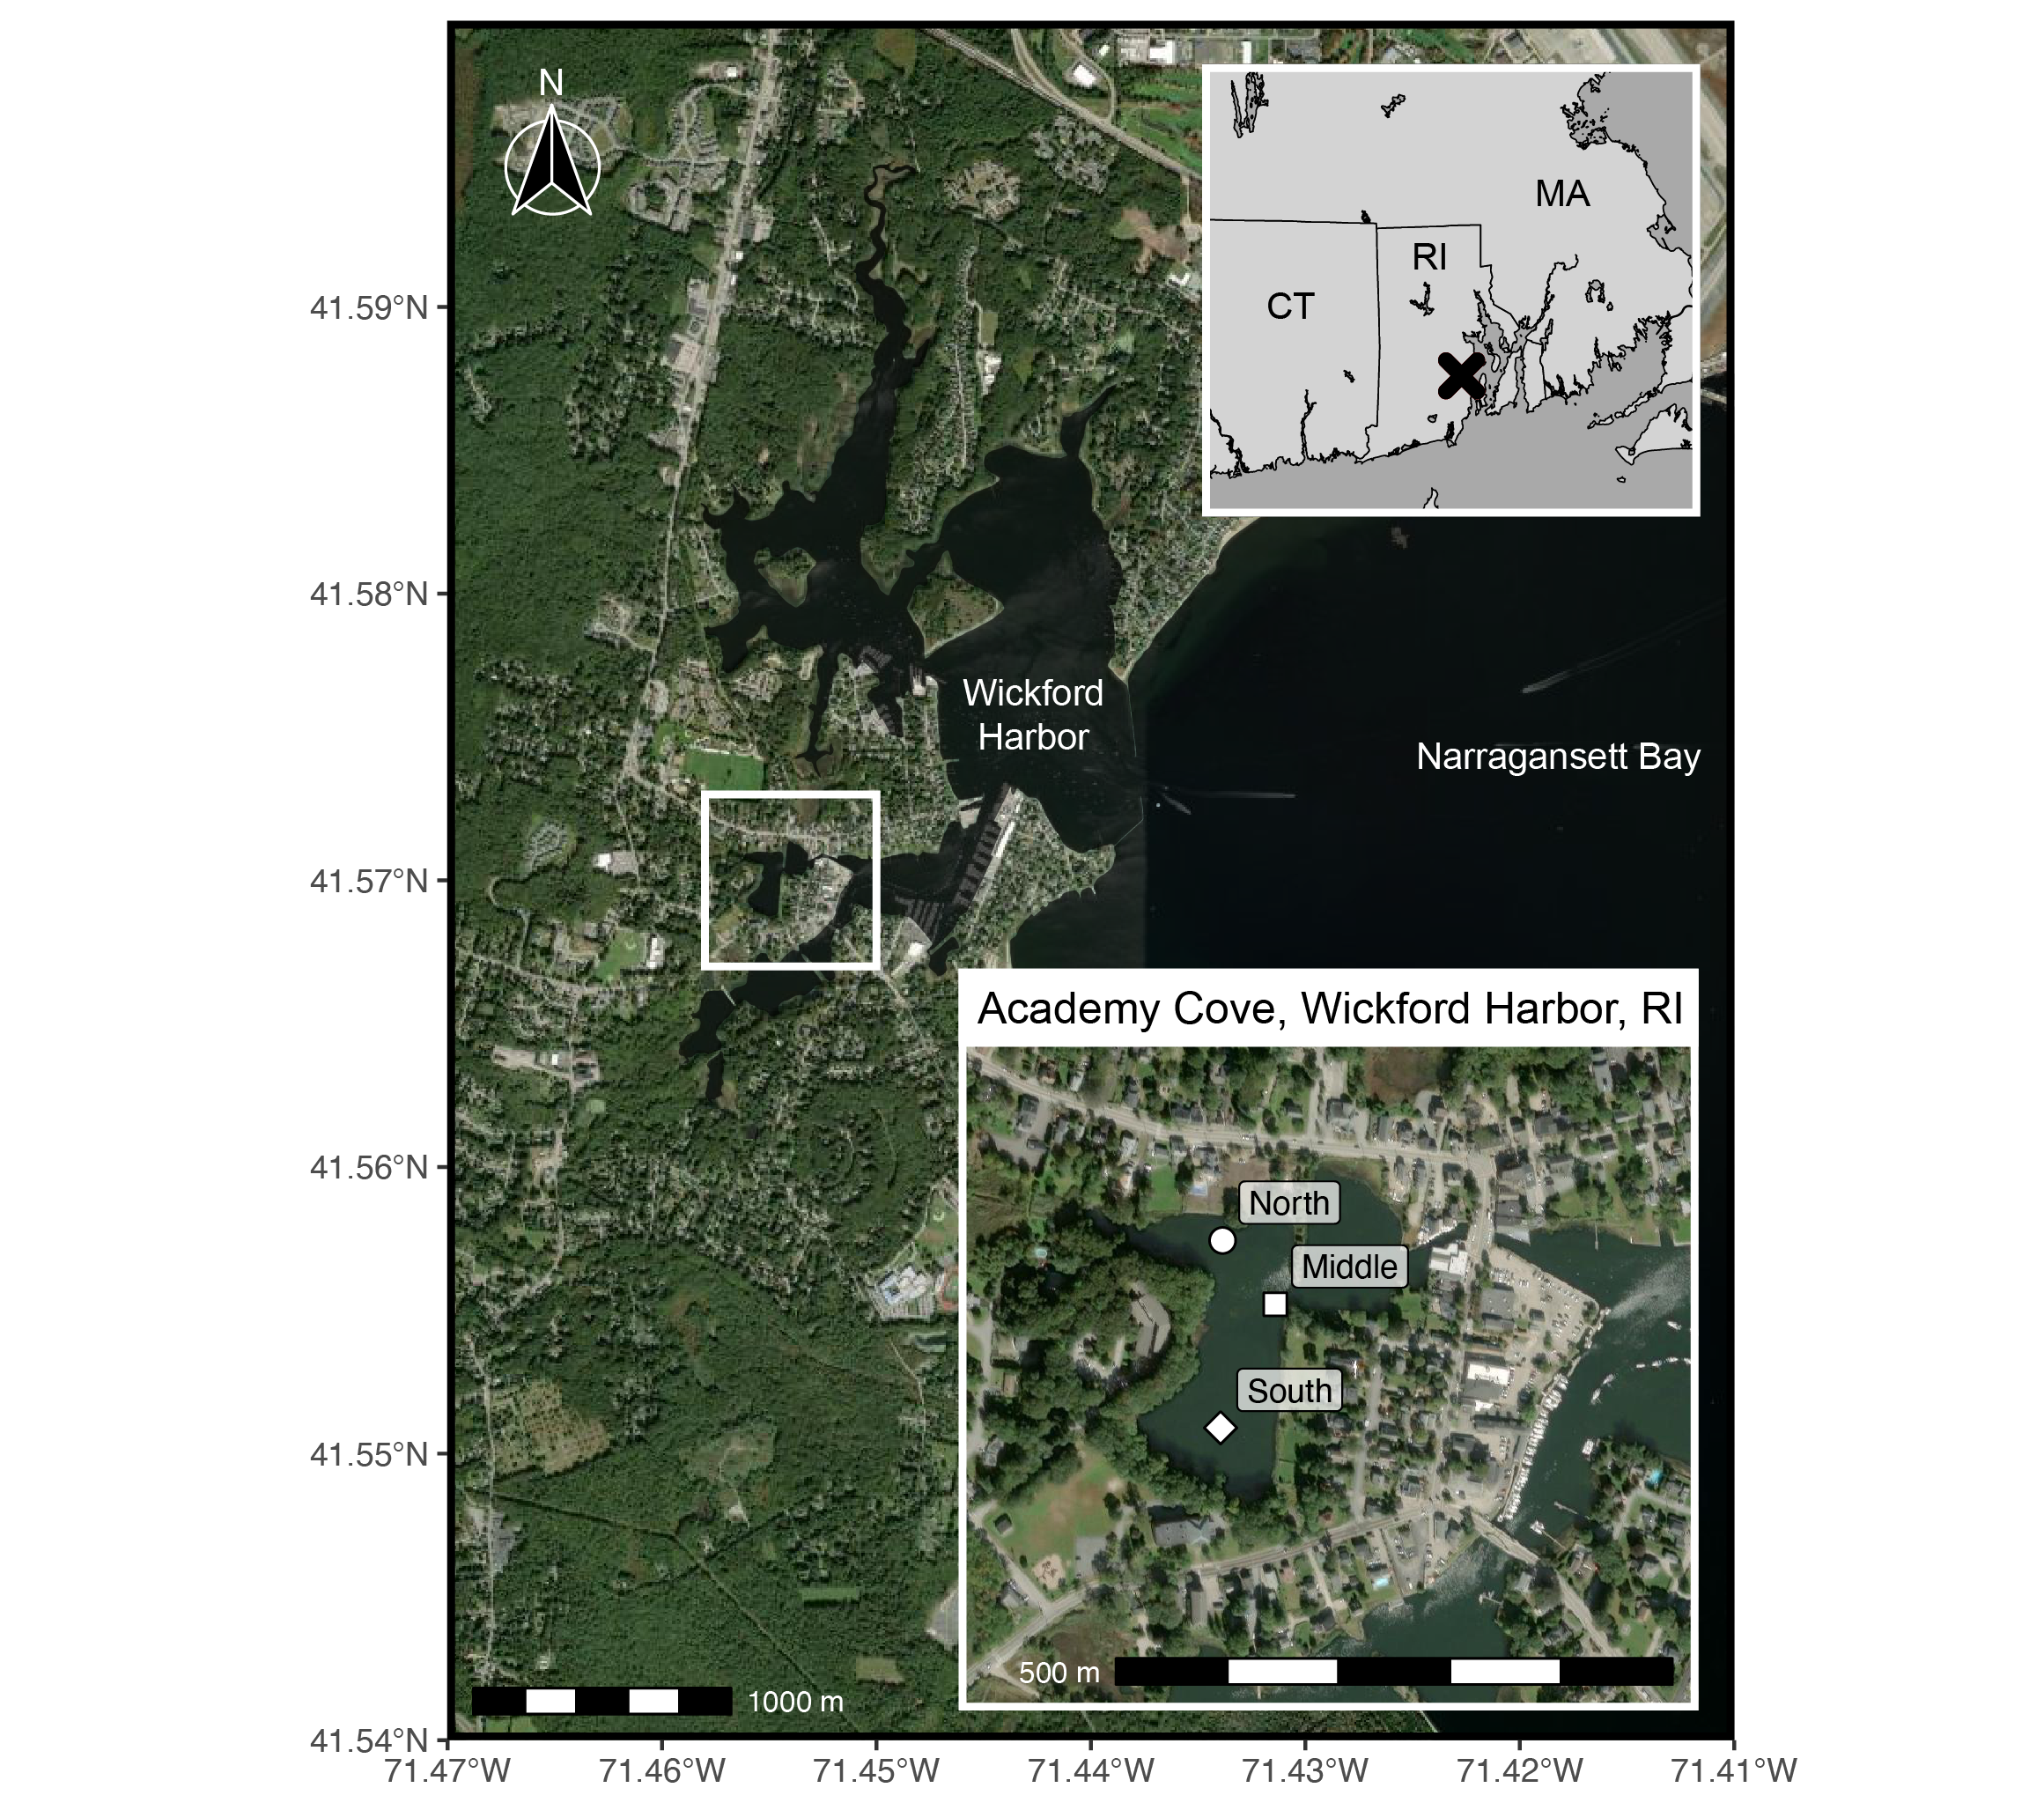 N
MA
RI
CT
41.59°N
41.58°N
41.57°N
41.56°N
41.55°N
41.54°N
Wickford
Harbor
Narragansett Bay
Academy Cove, Wickford Harbor, RI
North
Middle
South
500 m
1000 m
71.47°W
71.46°W
71.45°W
71.44°W
71.43°W
71.42°W
71.41°W